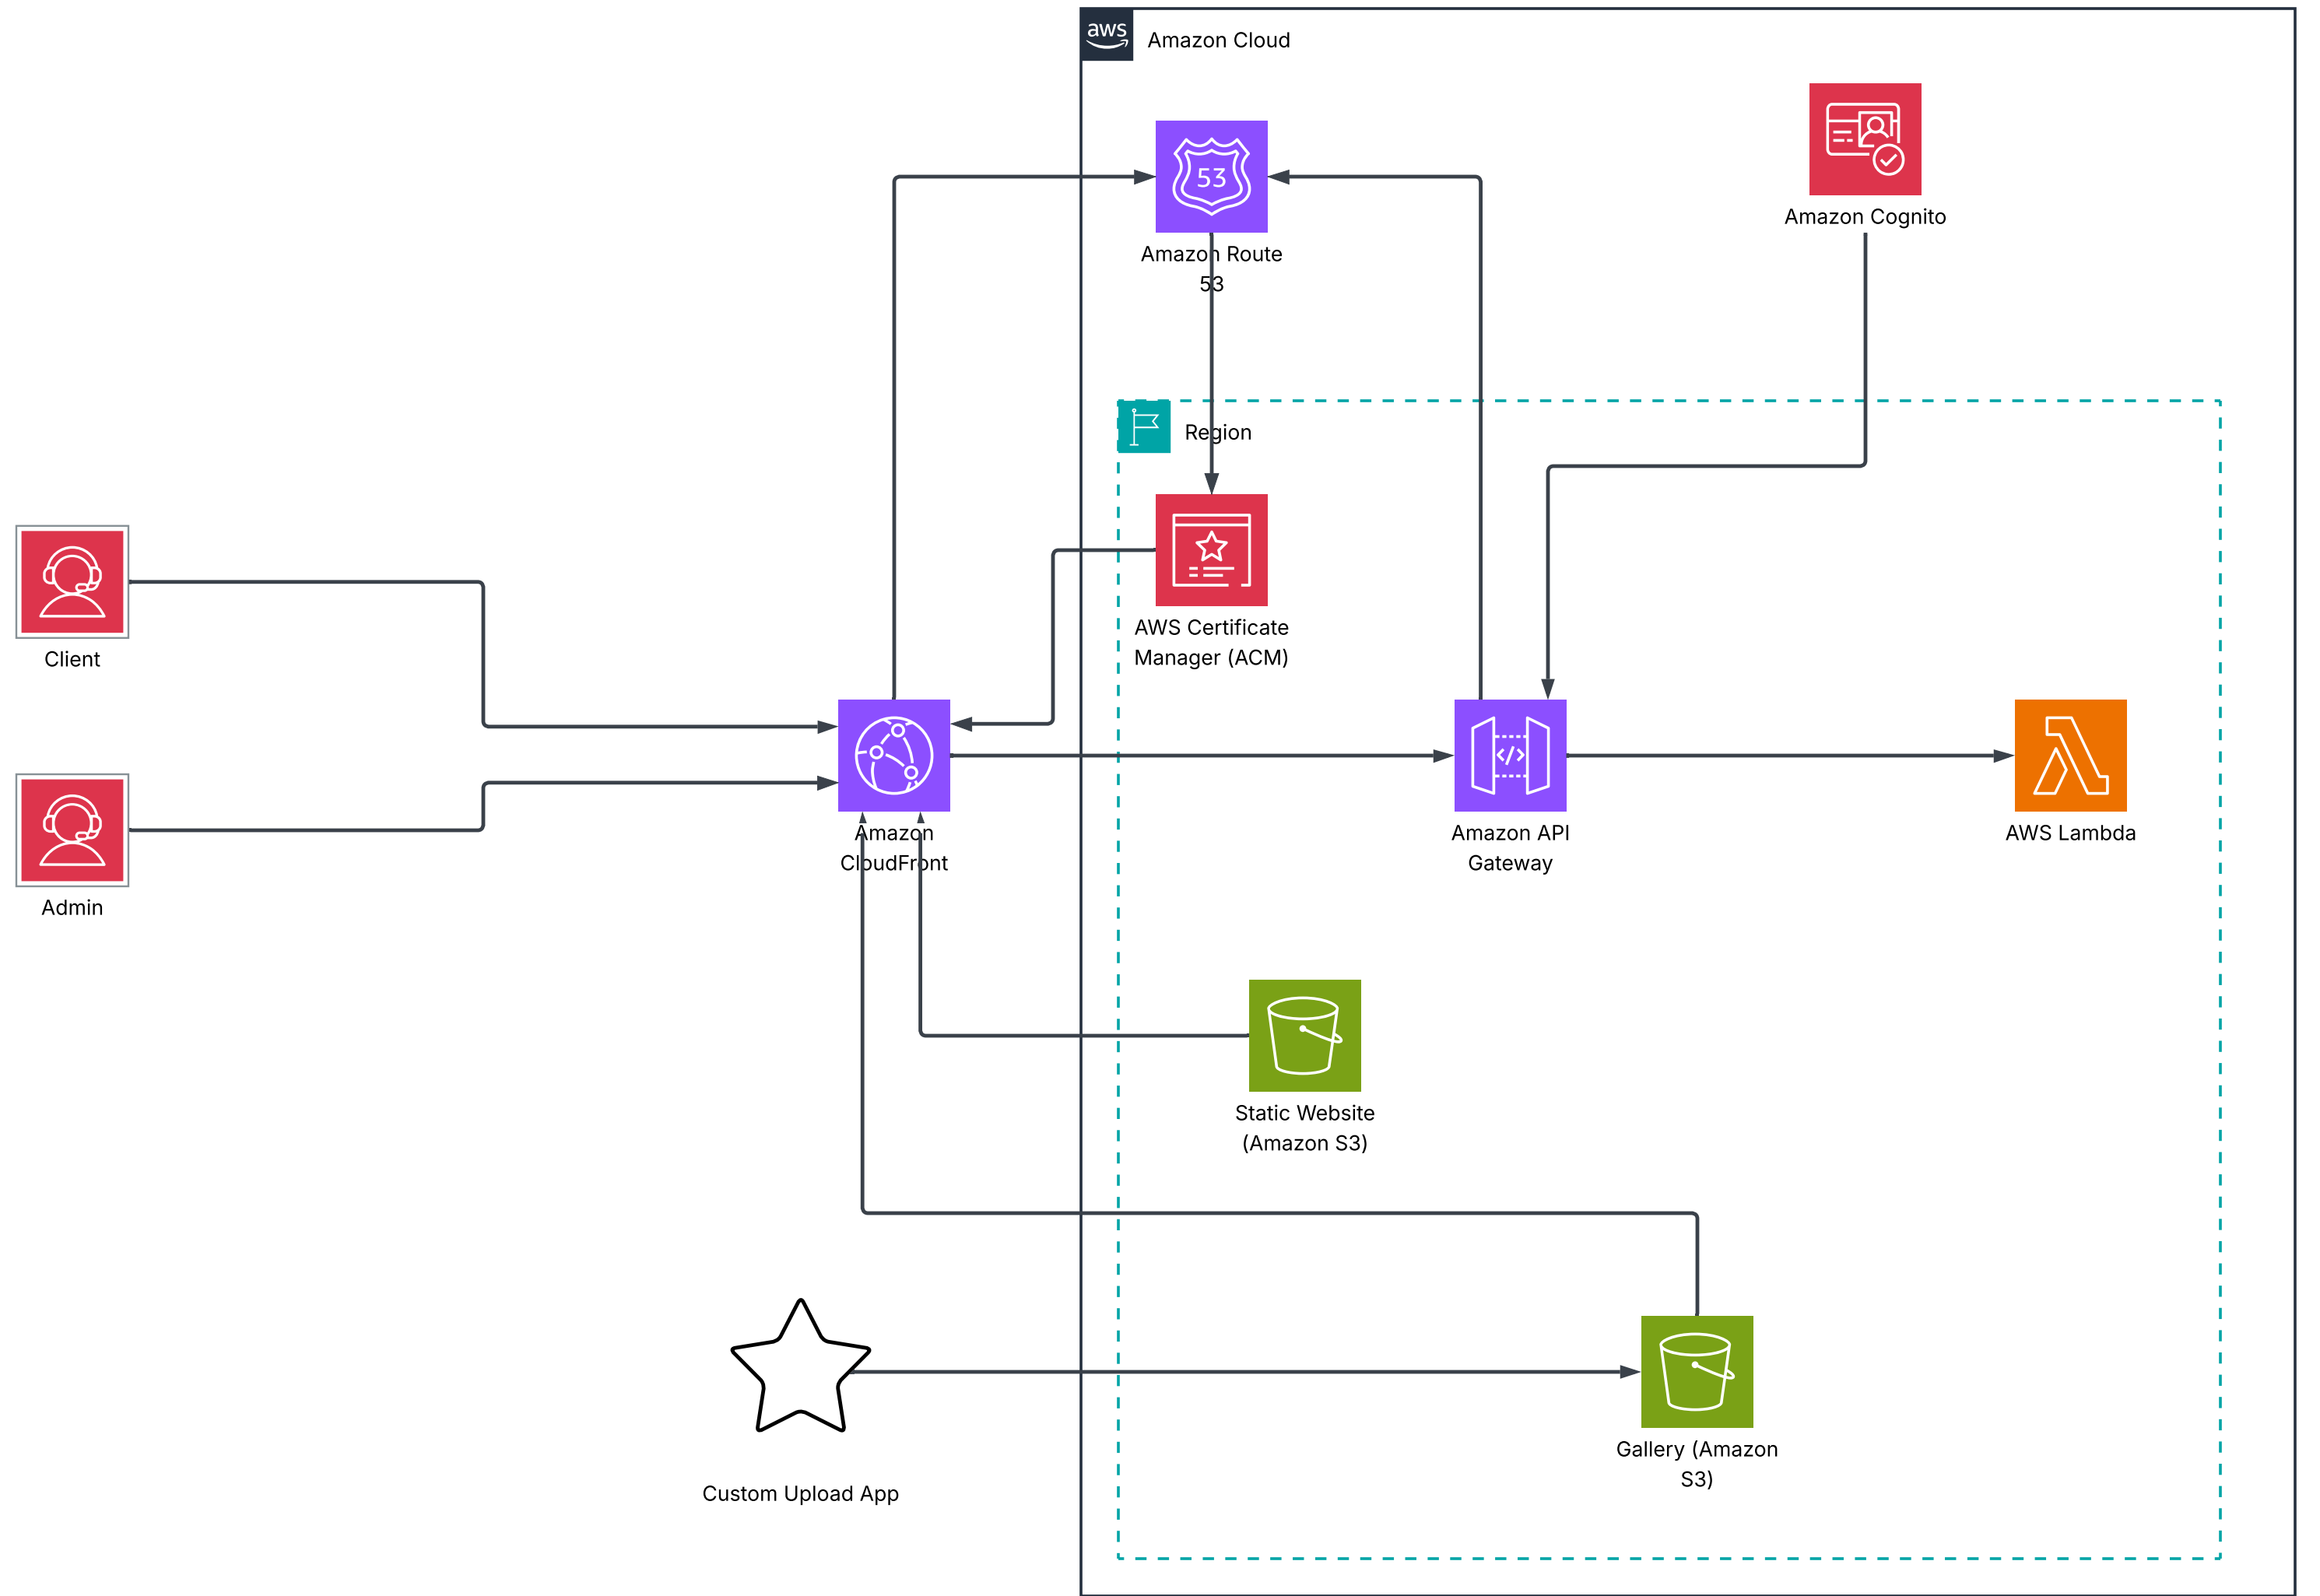 aws
Amazon Cloud
53
Amazon Route
53
Amazon Cognito
Region
AWS Certificate
Manager (ACM)
Client
Admin
Amazon
CloudFront
Amazon API
Gateway
AWS Lambda
Static Website
(Amazon S3)
Custom Upload App
Gallery (Amazon
S3)